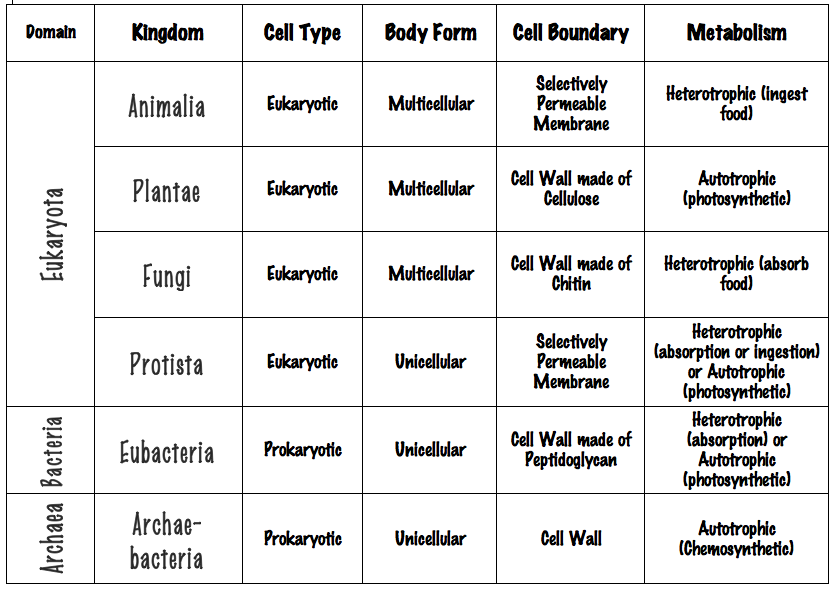 Domain Kingdom Cell Type Body Form Cell Boundary Metabolism
Eukaryota
Animalia
Eukaryotic
Multicellular
Selectively
Permeable
Membrane
Heterotrophic (ingest
food)
Plantae
Eukaryotic
Multicellular
Cell Wall made of
Cellulose
Autotrophic
(photosynthetic)
Fungi
Eukaryotic
Multicellular
Cell Wall made of
Chitin
Heterotrophic (absorb
food)
Protista
Eukaryotic
Unicellular
Selectively
Permeable
Membrane
Heterotrophic
(absorption or ingestion)
or Autotrophic
(photosynthetic)
Bacteria
Eubacteria
Prokaryotic
Unicellular
Cell Wall made of
Peptidoglycan
Heterotrophic
(absorption) or
Autotrophic
(photosynthetic)
Archaea
Archae-
bacteria
Prokaryotic
Unicellular
Cell Wall
Autotrophic
(Chemosynthetic)